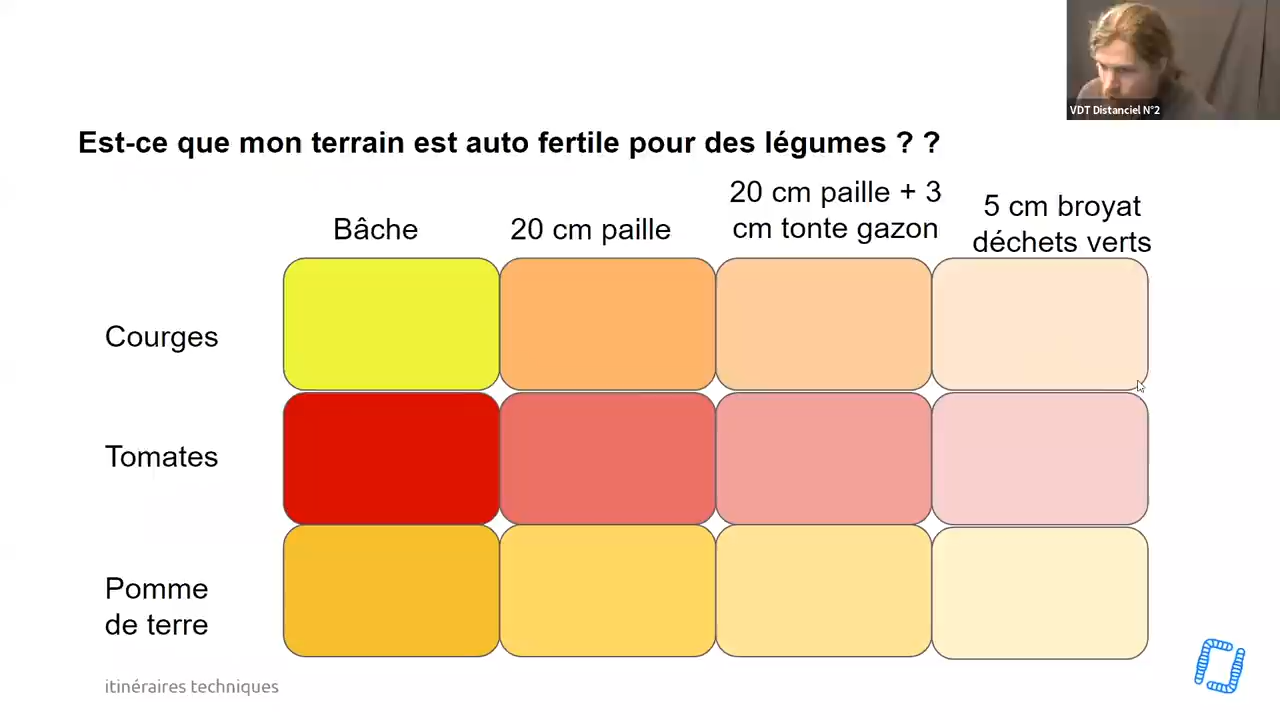 VDT Distanciel N°2
Est-ce que mon terrain est auto fertile pour des légumes ? ?
Bâche
20 cm paille
20 cm paille + 3
cm tonte gazon
5 cm broyat
déchets verts
Courges
Tomates
Pomme
de terre
itinéraires techniques